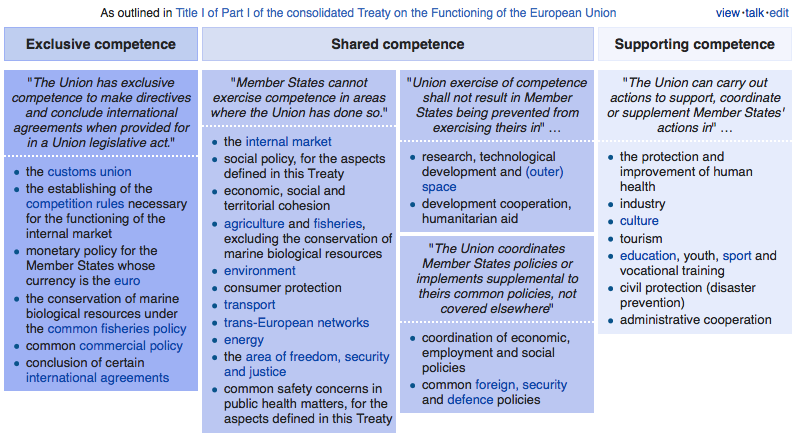 As outlined in Title I of Part I of the consolidated Treaty on the Functioning of the European Union
view · talk · edit
Exclusive competence
Shared competence
Supporting competence
"The Union has exclusive
competence to make directives
and conclude international
agreements when provided for
in a Union legislative act."
• the customs union
• the establishing of the
competition rules necessary
for the functioning of the
internal market
• monetary policy for the
Member States whose
currency is the euro
• the conservation of marine
biological resources under
the common fisheries policy
• common commercial policy
• conclusion of certain
international agreements
"Member States cannot
exercise competence in areas
where the Union has done so."
• the internal market
• social policy, for the aspects
defined in this Treaty
• economic, social and
territorial cohesion
• agriculture and fisheries,
excluding the conservation of
marine biological resources
• environment
• consumer protection
• transport
• trans-European networks
• energy
• the area of freedom, security
and justice
• common safety concerns in
public health matters, for the
aspects defined in this Treaty
"Union exercise of competence
shall not result in Member
States being prevented from
exercising theirs in" …
• research, technological
development and (outer)
space
• development cooperation,
humanitarian aid
"The Union coordinates
Member States policies or
implements supplemental to
theirs common policies, not
covered elsewhere"
• coordination of economic,
employment and social
policies
• common foreign, security
and defence policies
"The Union can carry out
actions to support, coordinate
or supplement Member States'
actions in" …
• the protection and
improvement of human
health
• industry
• culture
• tourism
• education, youth, sport and
vocational training
• civil protection (disaster
prevention)
• administrative cooperation